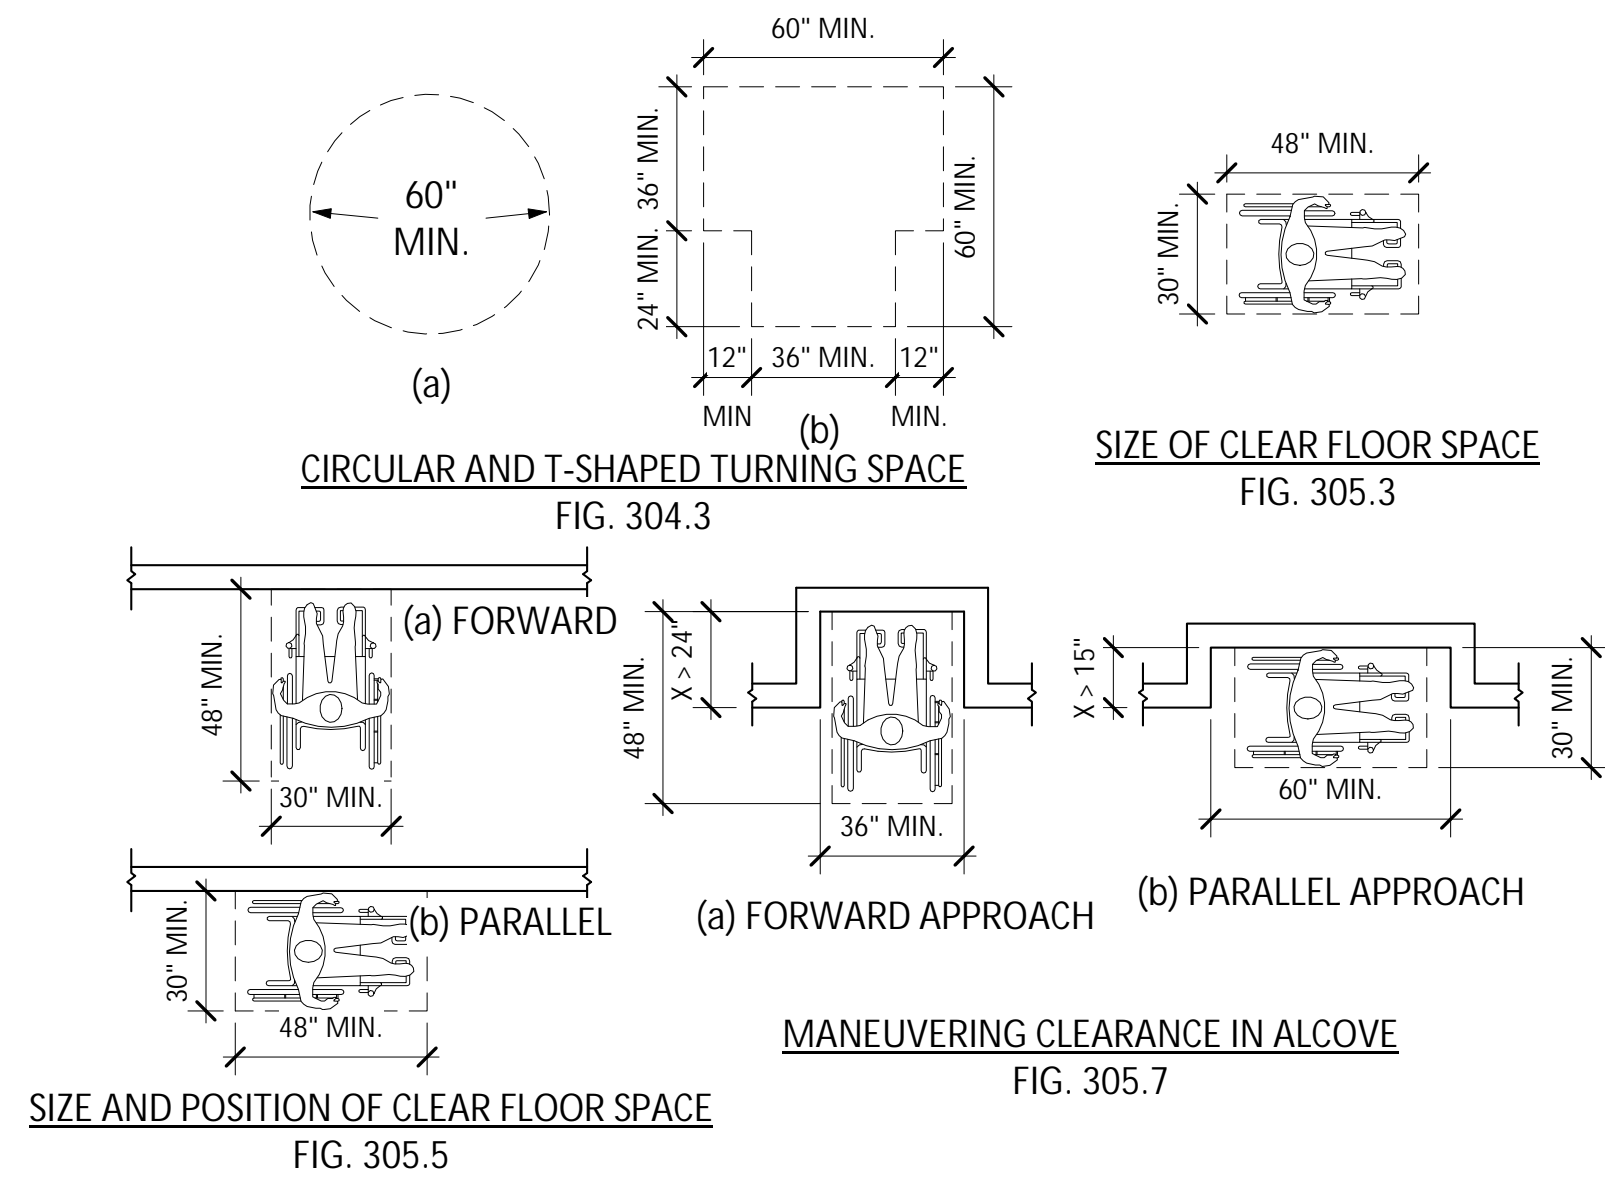 60" MIN.
60"
MIN.
(a)
36" MIN.
24" MIN.
60" MIN.
12"
36" MIN.
12"
MIN
MIN.
(b)
CIRCULAR AND T-SHAPED TURNING SPACE
FIG. 304.3
48" MIN.
30" MIN.
SIZE OF CLEAR FLOOR SPACE
FIG. 305.3
(a) FORWARD
48" MIN.
30" MIN.
(b) PARALLEL
30" MIN.
48" MIN.
SIZE AND POSITION OF CLEAR FLOOR SPACE
FIG. 305.5
48" MIN.
X > 24"
36" MIN.
(a) FORWARD APPROACH
X > 15"
30" MIN.
60" MIN.
(b) PARALLEL APPROACH
MANEUVERING CLEARANCE IN ALCOVE
FIG. 305.7